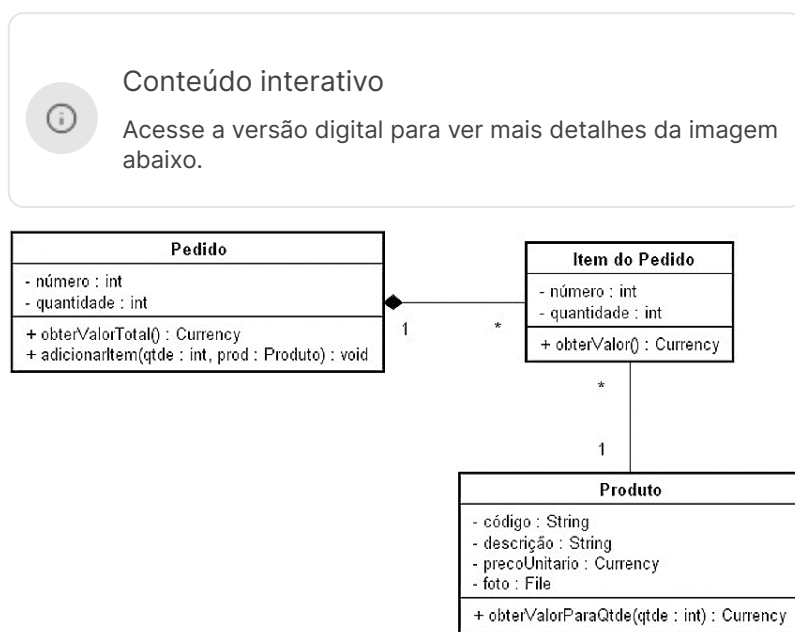 Conteúdo interativo
Acesse a versão digital para ver mais detalhes da imagem
abaixo.
Pedido
- número : int
- quantidade : int
+ obterValorTotal() : Currency
+ adicionarItem(qtde : int, prod : Produto) : void
1
*
Item do Pedido
- número : int
- quantidade : int
+ obterValor() : Currency
*
1
Produto
- código : String
- descrição : String
- precoUnitario : Currency
- foto : File
+ obterValorParaQtde(qtde : int) : Currency